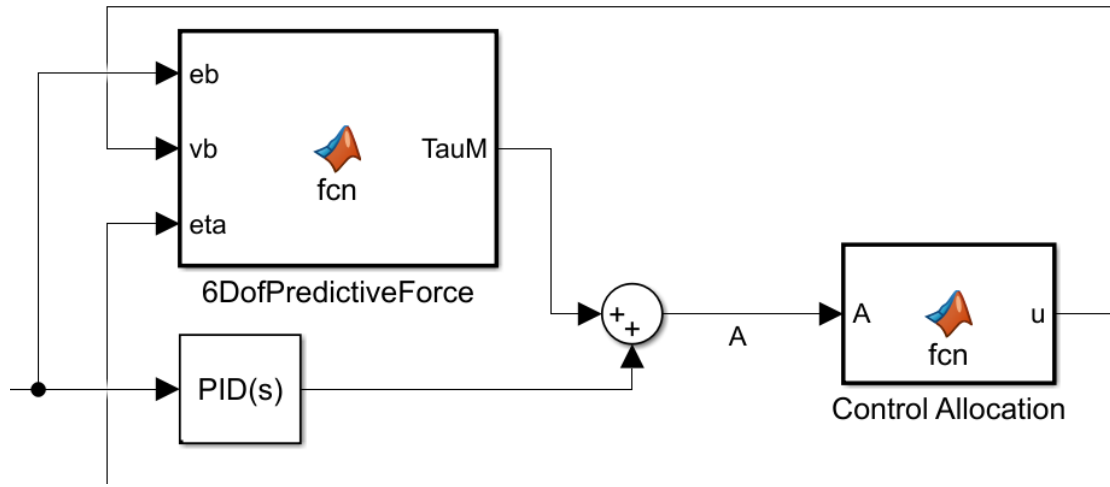 eb
vb
eta
fcn
TauM
6DofPredictiveForce
PID(s)
++
A
A
fcn
u
Control Allocation